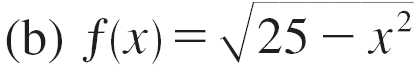 (b) f(x) = √(25 − x²)